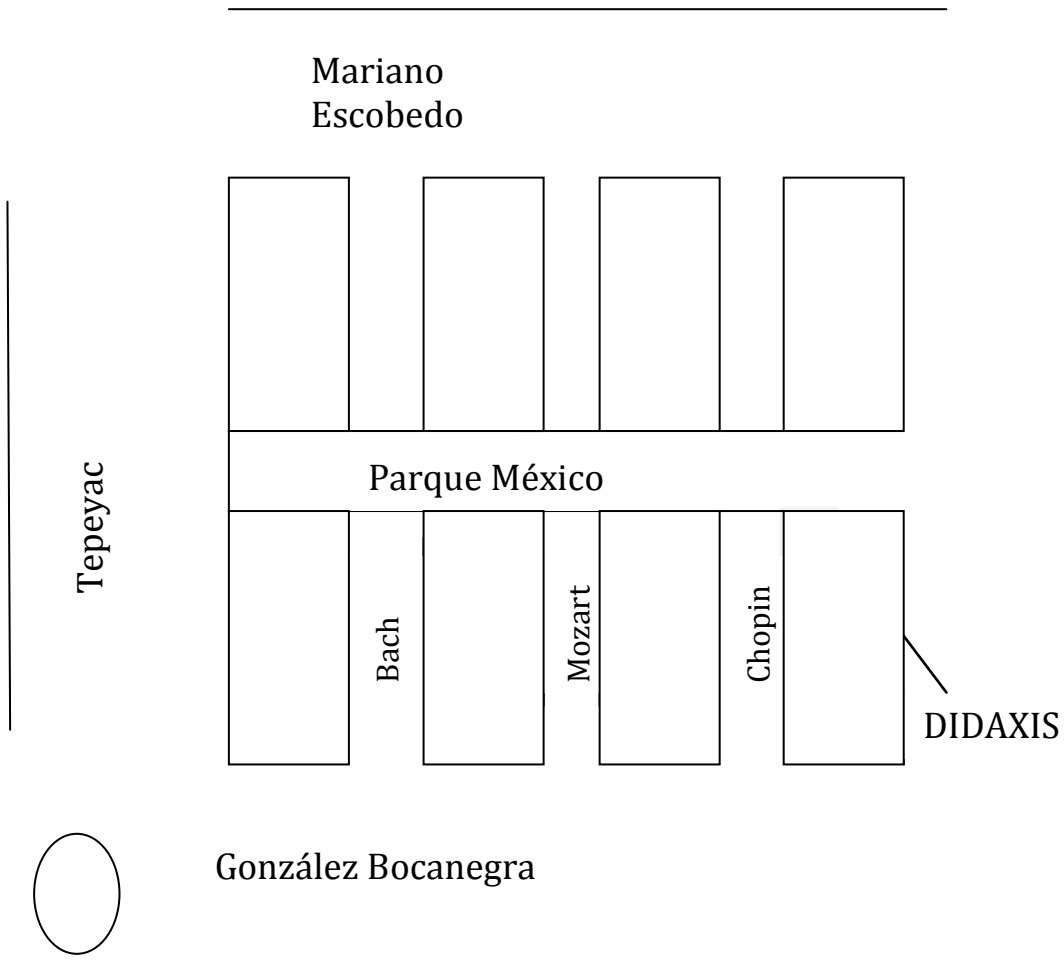 Mariano
Escobedo
Parque México
Tepeyac
Bach
Mozart
Chopin
DIDAXIS
González Bocanegra